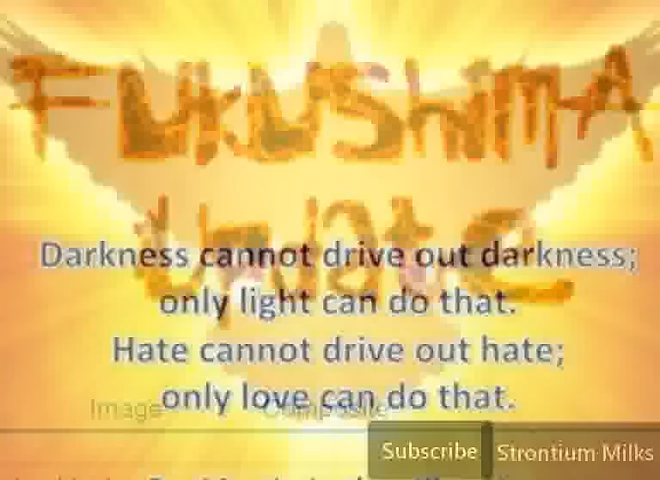 FUKUShiMA
Update
Darkness cannot drive out darkness;
only light can do that.
Hate cannot drive out hate;
only love can do that.
Image Composite
Subscribe
Strontium Milks